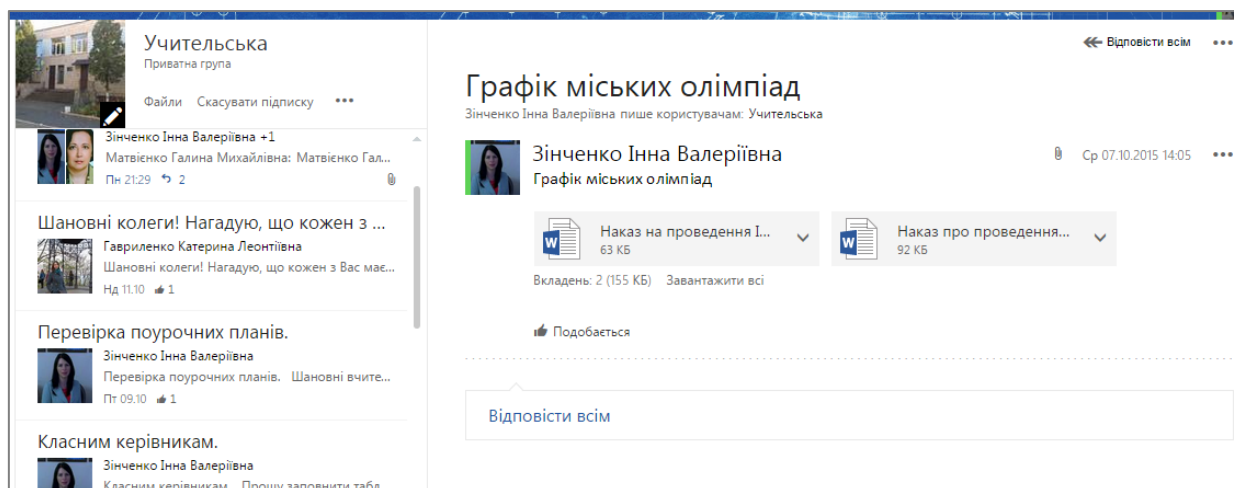 Учительська
Приватна група
Файли Скасувати підписку •••
Зінченко Інна Валеріївна +1
Матвієнко Галина Михайлівна: Матвієнко Гал...
Пн 21:29 2
Шановні колеги! Нагадую, що кожен з ...
Гавриленко Катерина Леонтіївна
Шановні колеги! Нагадую, що кожен з Вас має...
Нд 11.10 1
Перевірка поурочних планів.
Зінченко Інна Валеріївна
Перевірка поурочних планів. Шановні вчите...
Пт 09.10 1
Класним керівникам.
Зінченко Інна Валеріївна
Класним керівникам. Прошу заповнити табл
Відповісти всім •••
Графік міських олімпіад
Зінченко Інна Валеріївна пише користувачам: Учительська
Зінченко Інна Валеріївна Ср 07.10.2015 14:05 •••
Графік міських олімпіад
Наказ на проведення І...
63 КБ
Наказ про проведення...
92 КБ
Вкладень: 2 (155 КБ) Завантажити всі
Подобається
Відповісти всім